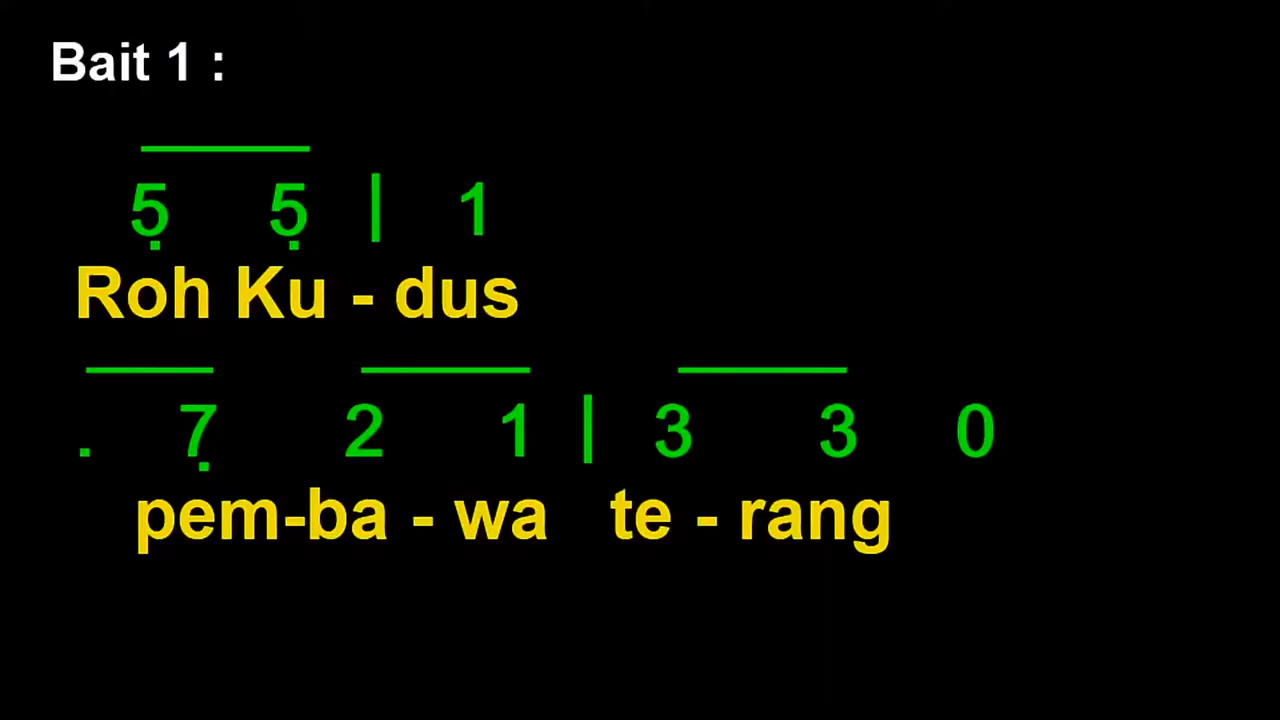 Bait 1 :
5̣ 5̣ | 1
Roh Ku - dus
. 7̣ 2 1 | 3 3 0
pem-ba - wa te - rang